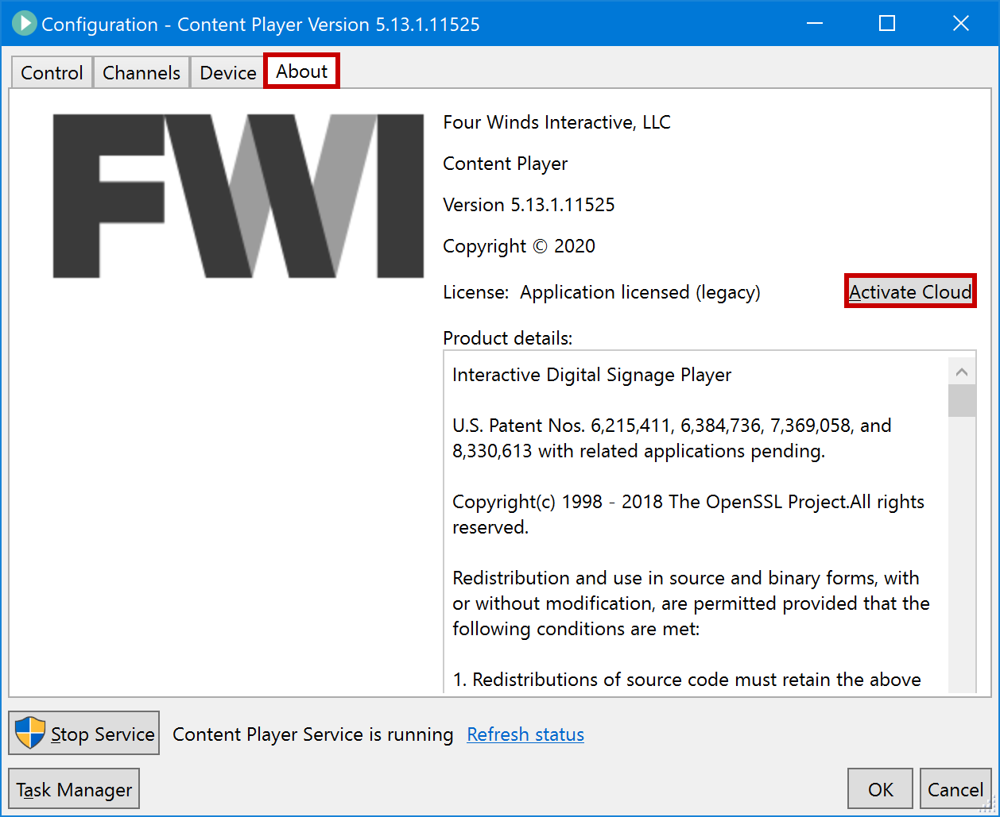 Configuration - Content Player Version 5.13.1.11525
Control Channels Device About
FWI
Four Winds Interactive, LLC
Content Player
Version 5.13.1.11525
Copyright © 2020
License: Application licensed (legacy) Activate Cloud
Product details:
Interactive Digital Signage Player
U.S. Patent Nos. 6,215,411, 6,384,736, 7,369,058, and
8,330,613 with related applications pending.
Copyright(c) 1998 - 2018 The OpenSSL Project.All rights
reserved.
Redistribution and use in source and binary forms, with
or without modification, are permitted provided that the
following conditions are met:
1. Redistributions of source code must retain the above
Stop Service Content Player Service is running Refresh status
Task Manager OK Cancel